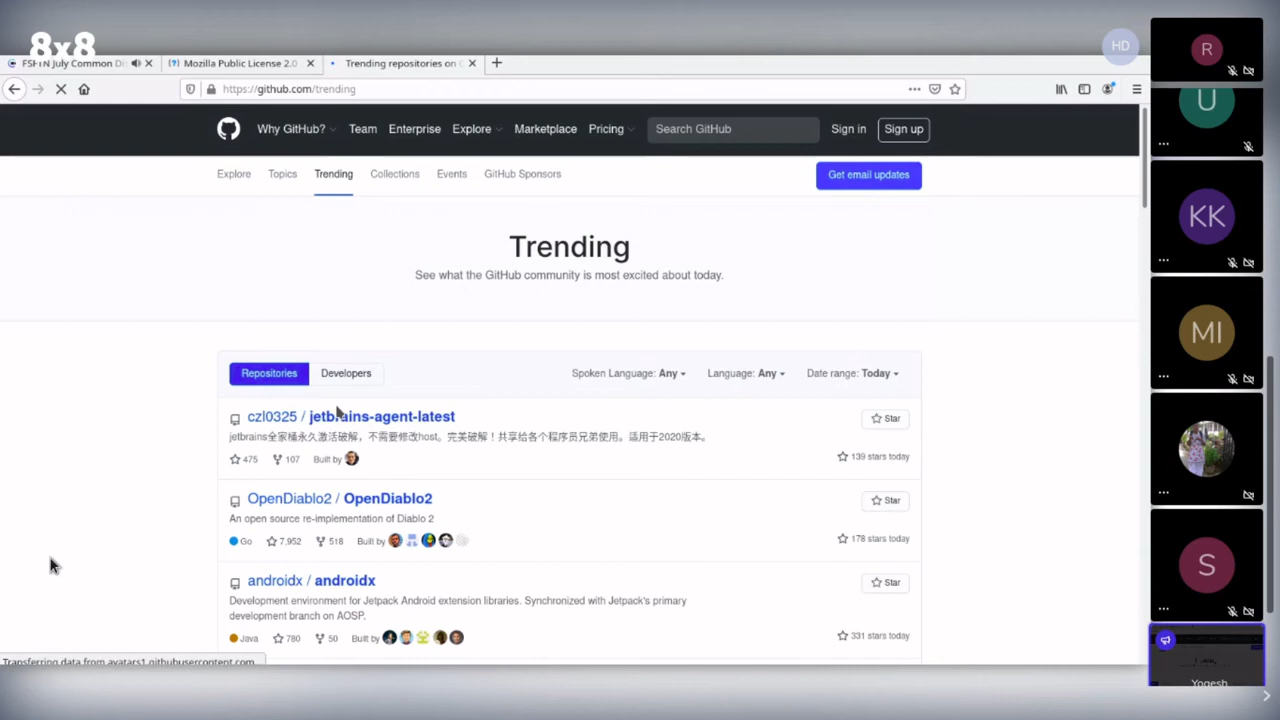 8x8
HD
FSFTN July Common Di
Mozilla Public License 2.0
Trending repositories on
https://github.com/trending
Why GitHub?
Team
Enterprise
Explore
Marketplace
Pricing
Search GitHub
Sign in
Sign up
Explore
Topics
Trending
Collections
Events
GitHub Sponsors
Get email updates
Trending
See what the GitHub community is most excited about today.
Repositories
Developers
Spoken Language: Any
Language: Any
Date range: Today
czl0325 / jetbrains-agent-latest
Star
jetbrains全家桶永久激活破解，不需要修改host。完美破解！共享给各个程序员兄弟使用。适用于2020版本。
475
107
Built by
139 stars today
OpenDiablo2 / OpenDiablo2
Star
An open source re-implementation of Diablo 2
Go
7,952
518
Built by
178 stars today
androidx / androidx
Star
Development environment for Jetpack Android extension libraries. Synchronized with Jetpack's primary
development branch on AOSP.
Java
780
50
Built by
331 stars today
Transferring data from avatars1.githubusercontent.com
R
U
KK
MI
S
Yogesh